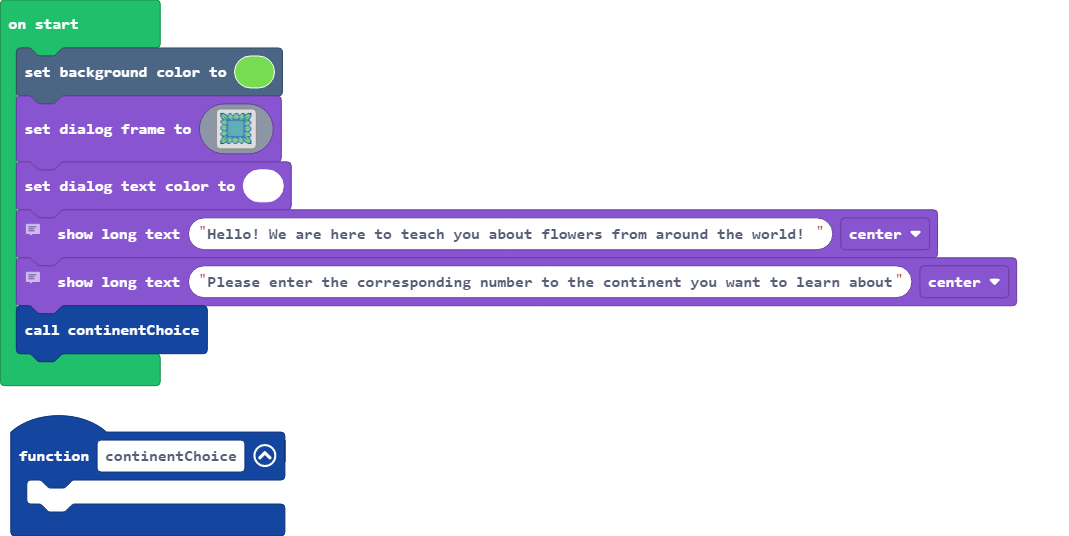 on start
set background color to
set dialog frame to
set dialog text color to
show long text "Hello! We are here to teach you about flowers from around the world! " center
show long text "Please enter the corresponding number to the continent you want to learn about" center
call continentChoice
function continentChoice